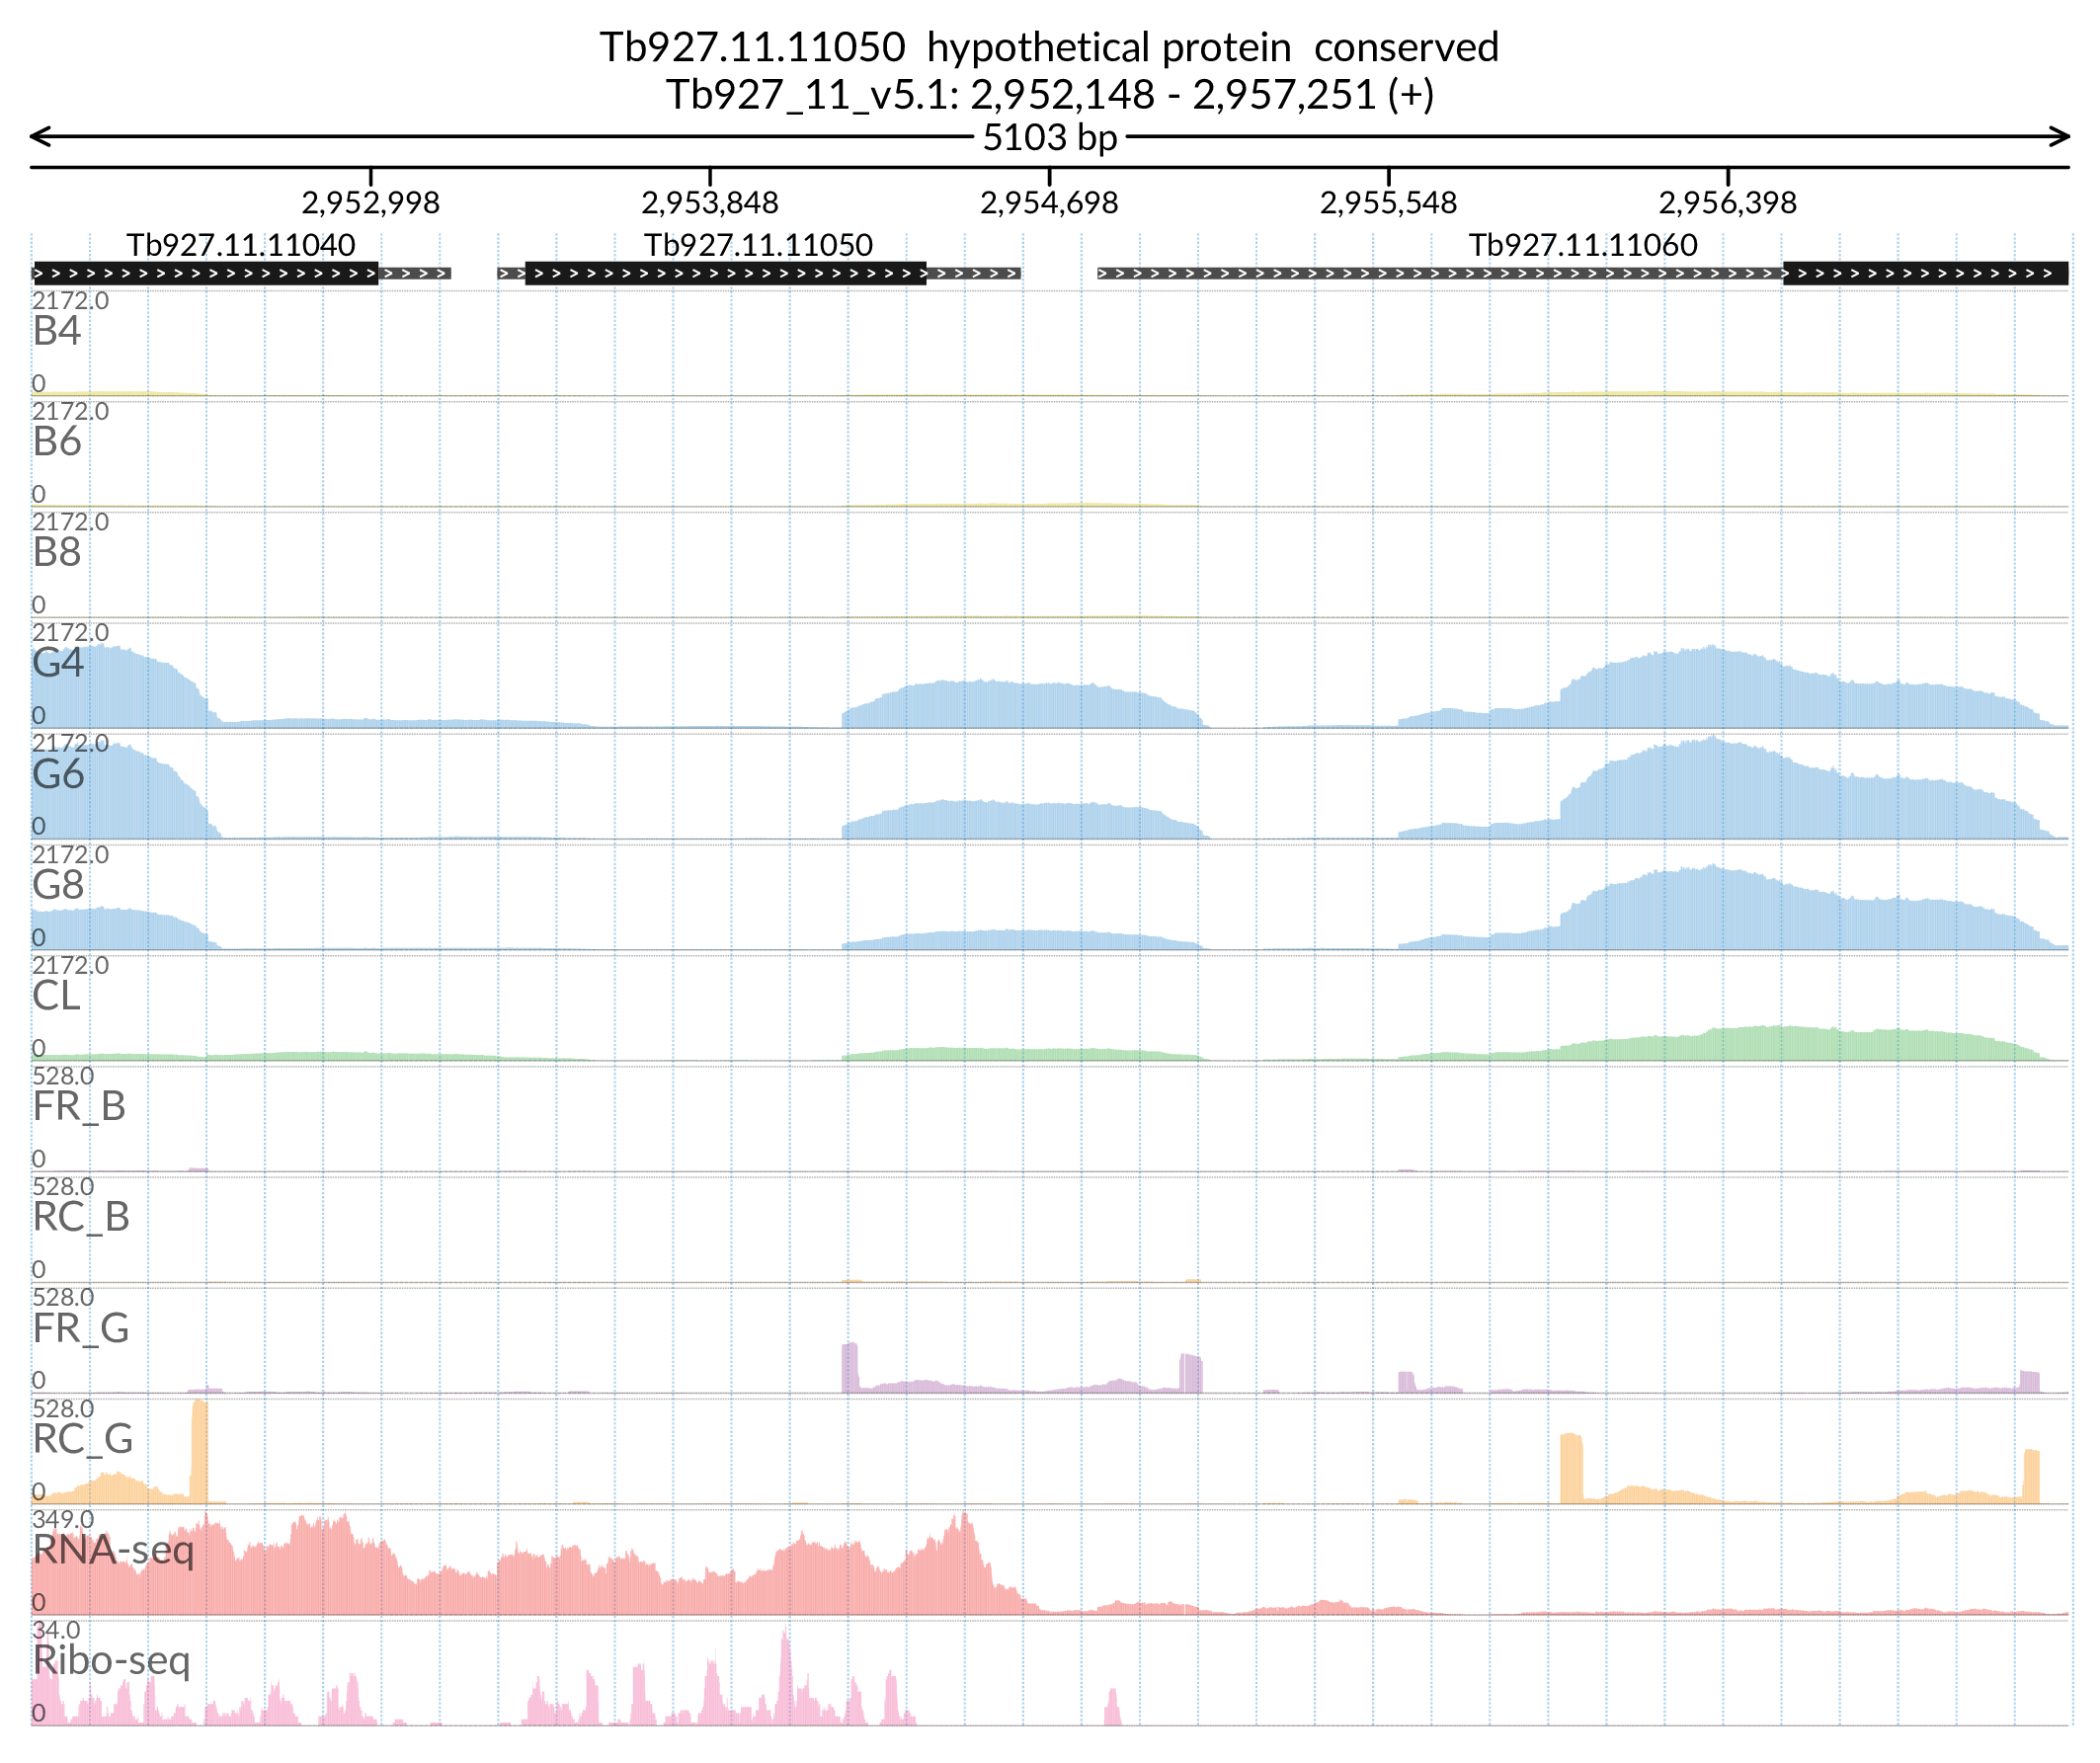 Tb927.11.11050 hypothetical protein conserved
Tb927_11_v5.1: 2,952,148 - 2,957,251 (+)
5103 bp
2,952,998 2,953,848 2,954,698 2,955,548 2,956,398
Tb927.11.11040 Tb927.11.11050 Tb927.11.11060
2172.0
B4
0
2172.0
B6
0
2172.0
B8
0
2172.0
G4
0
2172.0
G6
0
2172.0
G8
0
2172.0
CL
0
528.0
FR_B
0
528.0
RC_B
0
528.0
FR_G
0
528.0
RC_G
0
349.0
RNA-seq
0
34.0
Ribo-seq
0